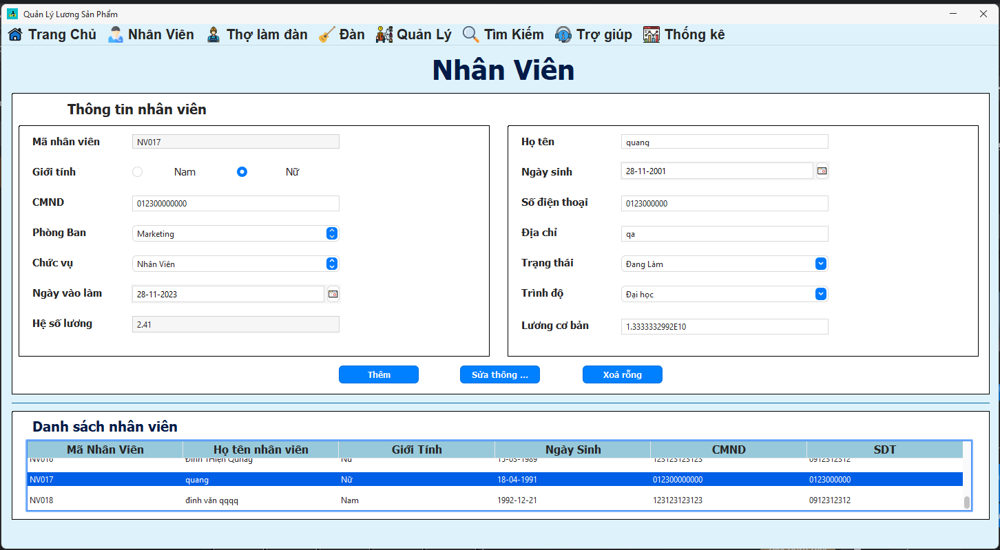 Quản Lý Lương Sản Phẩm
Trang Chủ Nhân Viên Thợ làm đàn Đàn Quản Lý Tìm Kiếm Trợ giúp Thống kê
Nhân Viên
Thông tin nhân viên
Mã nhân viên NV017
Giới tính Nam Nữ
CMND 012300000000
Phòng Ban Marketing
Chức vụ Nhân Viên
Ngày vào làm 28-11-2023
Hệ số lương 2.41
Họ tên quang
Ngày sinh 28-11-2001
Số điện thoại 0123000000
Địa chỉ qa
Trạng thái Đang Làm
Trình độ Đại học
Lương cơ bản 1.3333332992E10
Thêm Sửa thông ... Xoá rỗng
Danh sách nhân viên
Mã Nhân Viên Họ tên nhân viên Giới Tính Ngày Sinh CMND SDT
NV016 Nữ 15-03-1989 123123123123 0912312312
NV017 quang Nữ 18-04-1991 012300000000 0123000000
NV018 đinh văn qqqq Nam 1992-12-21 123123123123 0912312312